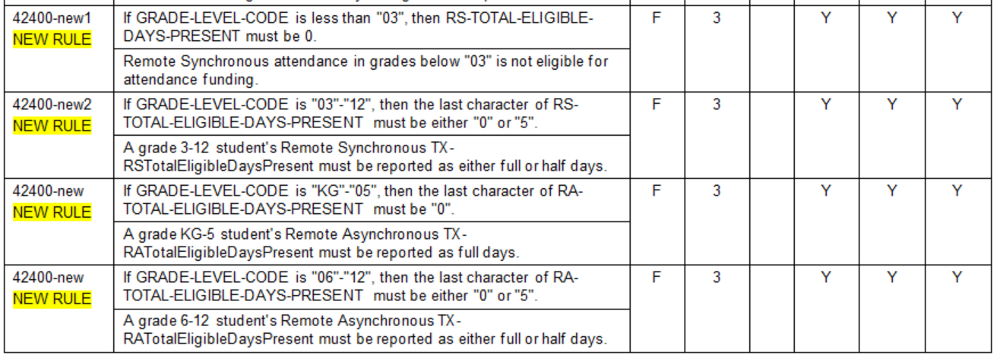 42400-new1
NEW RULE
If GRADE-LEVEL-CODE is less than "03", then RS-TOTAL-ELIGIBLE-
DAYS-PRESENT must be 0.
F 3 Y Y Y
Remote Synchronous attendance in grades below "03" is not eligible for
attendance funding.
42400-new2
NEW RULE
If GRADE-LEVEL-CODE is "03"-"12", then the last character of RS-
TOTAL-ELIGIBLE-DAYS-PRESENT must be either "0" or "5".
F 3 Y Y Y
A grade 3-12 student's Remote Synchronous TX-
RSTotalEligibleDaysPresent must be reported as either full or half days.
42400-new
NEW RULE
If GRADE-LEVEL-CODE is "KG"-"05", then the last character of RA-
TOTAL-ELIGIBLE-DAYS-PRESENT must be "0".
F 3 Y Y Y
A grade KG-5 student's Remote Asynchronous TX-
RATotalEligibleDaysPresent must be reported as full days.
42400-new
NEW RULE
If GRADE-LEVEL-CODE is "06"-"12", then the last character of RA-
TOTAL-ELIGIBLE-DAYS-PRESENT must be either "0" or "5".
F 3 Y Y Y
A grade 6-12 student's Remote Asynchronous TX-
RATotalEligibleDaysPresent must be reported as either full or half days.